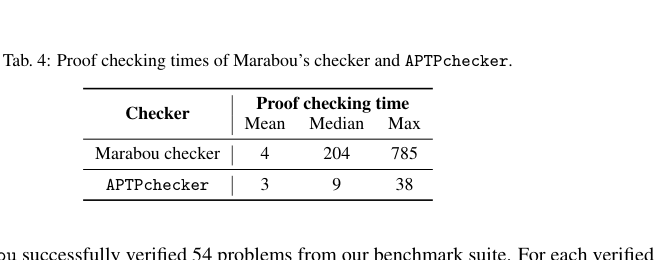 Tab. 4: Proof checking times of Marabou's checker and APTPchecker.
Checker Proof checking time
Mean Median Max
Marabou checker 4 204 785
APTPchecker 3 9 38
successfully verified 54 problems from our benchmark suite. For each verified